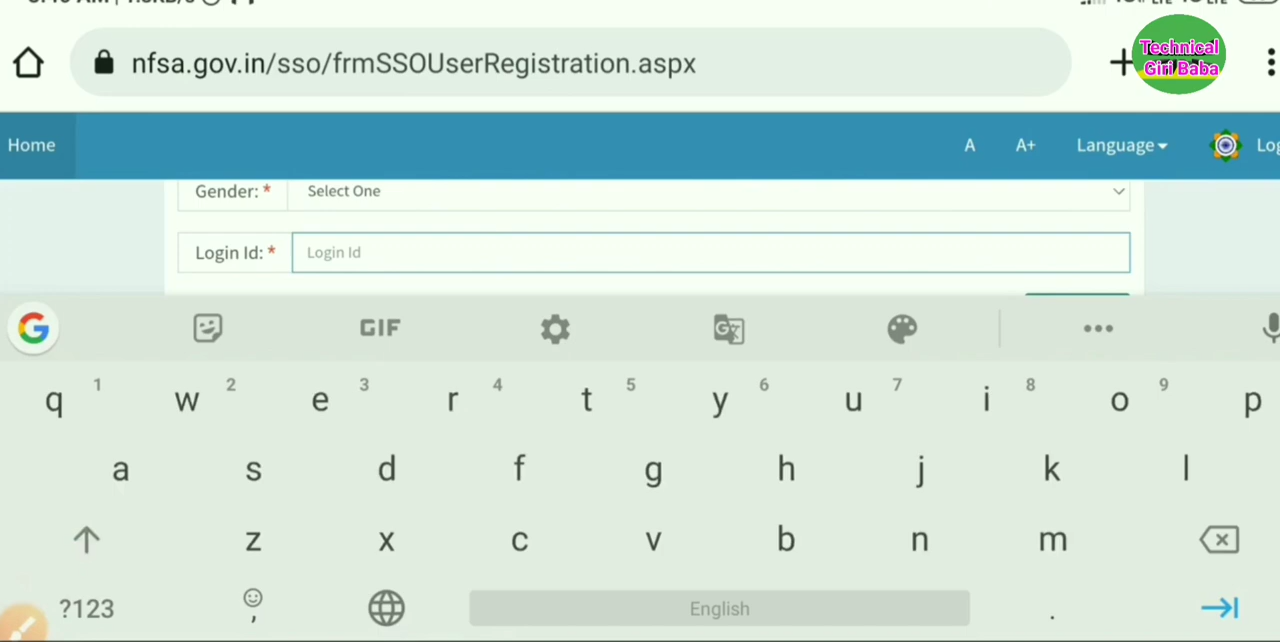 nfsa.gov.in/sso/frmSSOUserRegistration.aspx
Technical
Giri Baba
Home A A+ Language
Gender: * Select One
Login Id: * Login Id
G GIF
q 1 w 2 e 3 r 4 t 5 y 6 u 7 i 8 o 9 p
a s d f g h j k l
z x c v b n m
?123 , English .